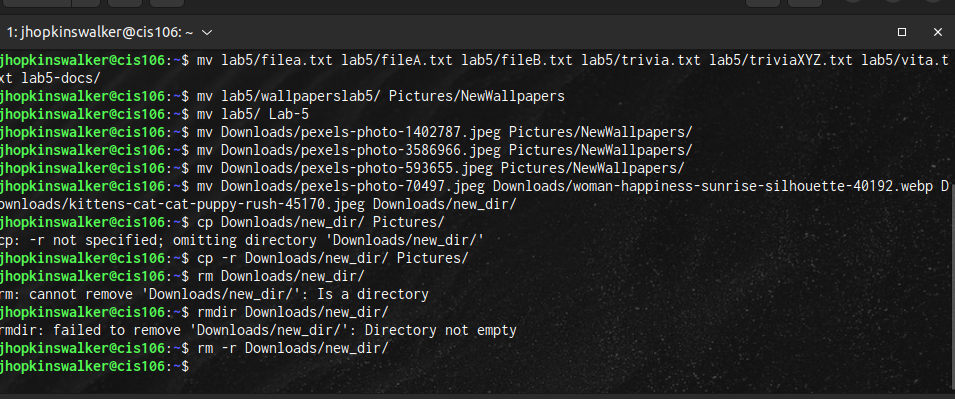 1: jhopkinswalker@cis106: ~
jhopkinswalker@cis106:~$ mv lab5/filea.txt lab5/fileA.txt lab5/fileB.txt lab5/trivia.txt lab5/triviaXYZ.txt lab5/vita.t
xt lab5-docs/
jhopkinswalker@cis106:~$ mv lab5/wallpaperslab5/ Pictures/NewWallpapers
jhopkinswalker@cis106:~$ mv lab5/ Lab-5
jhopkinswalker@cis106:~$ mv Downloads/pexels-photo-1402787.jpeg Pictures/NewWallpapers/
jhopkinswalker@cis106:~$ mv Downloads/pexels-photo-3586966.jpeg Pictures/NewWallpapers/
jhopkinswalker@cis106:~$ mv Downloads/pexels-photo-593655.jpeg Pictures/NewWallpapers/
jhopkinswalker@cis106:~$ mv Downloads/pexels-photo-70497.jpeg Downloads/woman-happiness-sunrise-silhouette-40192.webp D
ownloads/kittens-cat-cat-puppy-rush-45170.jpeg Downloads/new_dir/
jhopkinswalker@cis106:~$ cp Downloads/new_dir/ Pictures/
cp: -r not specified; omitting directory 'Downloads/new_dir/'
jhopkinswalker@cis106:~$ cp -r Downloads/new_dir/ Pictures/
jhopkinswalker@cis106:~$ rm Downloads/new_dir/
rm: cannot remove 'Downloads/new_dir/': Is a directory
jhopkinswalker@cis106:~$ rmdir Downloads/new_dir/
rmdir: failed to remove 'Downloads/new_dir/': Directory not empty
jhopkinswalker@cis106:~$ rm -r Downloads/new_dir/
jhopkinswalker@cis106:~$